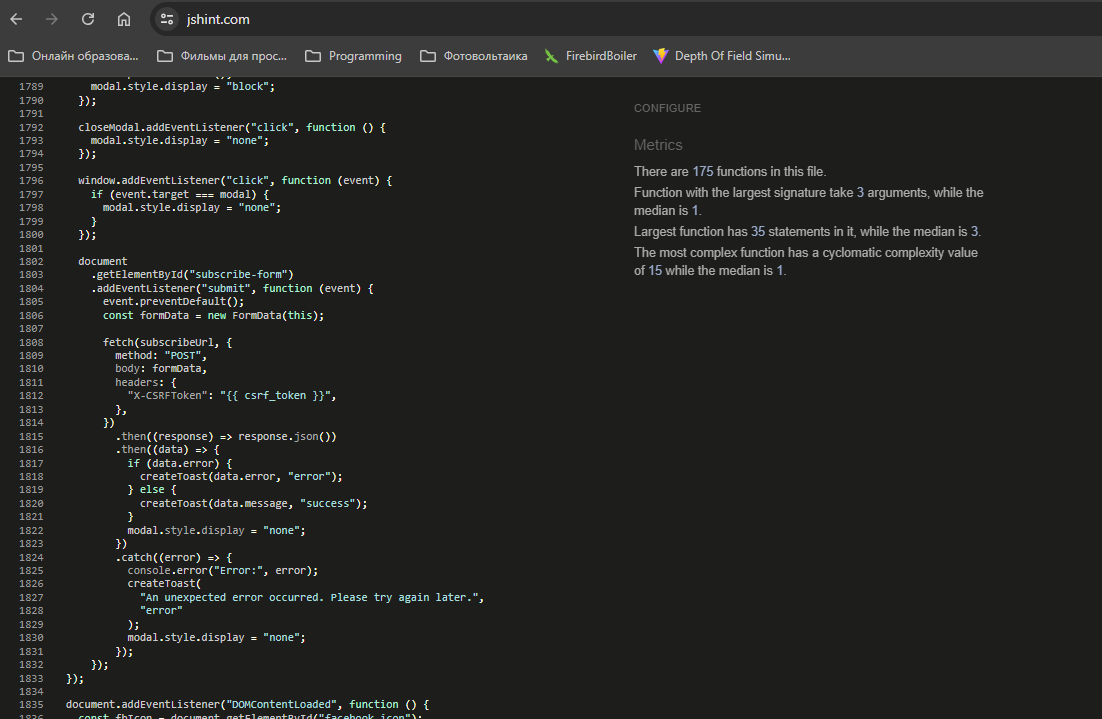 jshint.com
Онлайн образова...
Фильмы для прос...
Programming
Фотовольтаика
FirebirdBoiler
Depth Of Field Simu...
1789 modal.style.display = "block";
1790 });
1791
1792 closeModal.addEventListener("click", function () {
1793 modal.style.display = "none";
1794 });
1795
1796 window.addEventListener("click", function (event) {
1797 if (event.target === modal) {
1798 modal.style.display = "none";
1799 }
1800 });
1801
1802 document
1803 .getElementById("subscribe-form")
1804 .addEventListener("submit", function (event) {
1805 event.preventDefault();
1806 const formData = new FormData(this);
1807
1808 fetch(subscribeUrl, {
1809 method: "POST",
1810 body: formData,
1811 headers: {
1812 "X-CSRFToken": "{{ csrf_token }}",
1813 },
1814 })
1815 .then((response) => response.json())
1816 .then((data) => {
1817 if (data.error) {
1818 createToast(data.error, "error");
1819 } else {
1820 createToast(data.message, "success");
1821 }
1822 modal.style.display = "none";
1823 })
1824 .catch((error) => {
1825 console.error("Error:", error);
1826 createToast(
1827 "An unexpected error occurred. Please try again later.",
1828 "error"
1829 );
1830 modal.style.display = "none";
1831 });
1832 });
1833 });
1834
1835 document.addEventListener("DOMContentLoaded", function () {
1836 const fbIcon = document.getElementById("facebook-icon");
CONFIGURE
Metrics
There are 175 functions in this file.
Function with the largest signature take 3 arguments, while the
median is 1.
Largest function has 35 statements in it, while the median is 3.
The most complex function has a cyclomatic complexity value
of 15 while the median is 1.